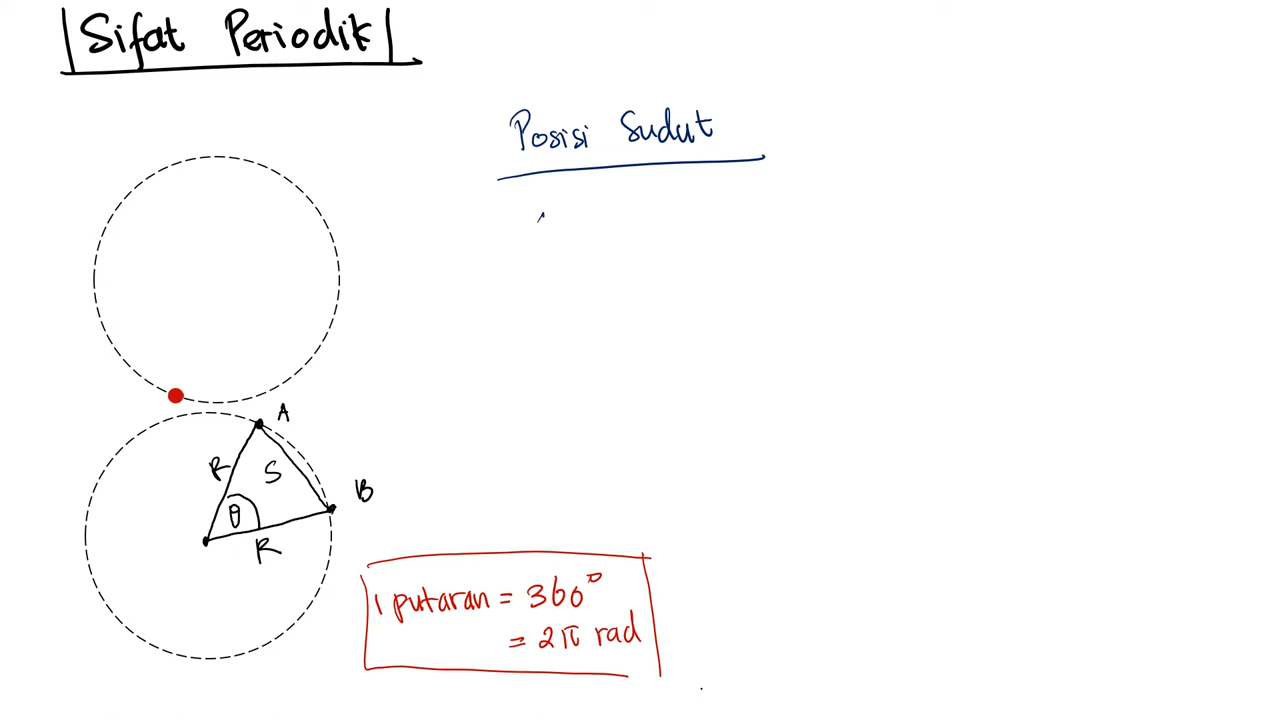 Sifat Periodik
Posisi Sudut
A
R
S
B
θ
R
1 putaran = 360°
= 2π rad